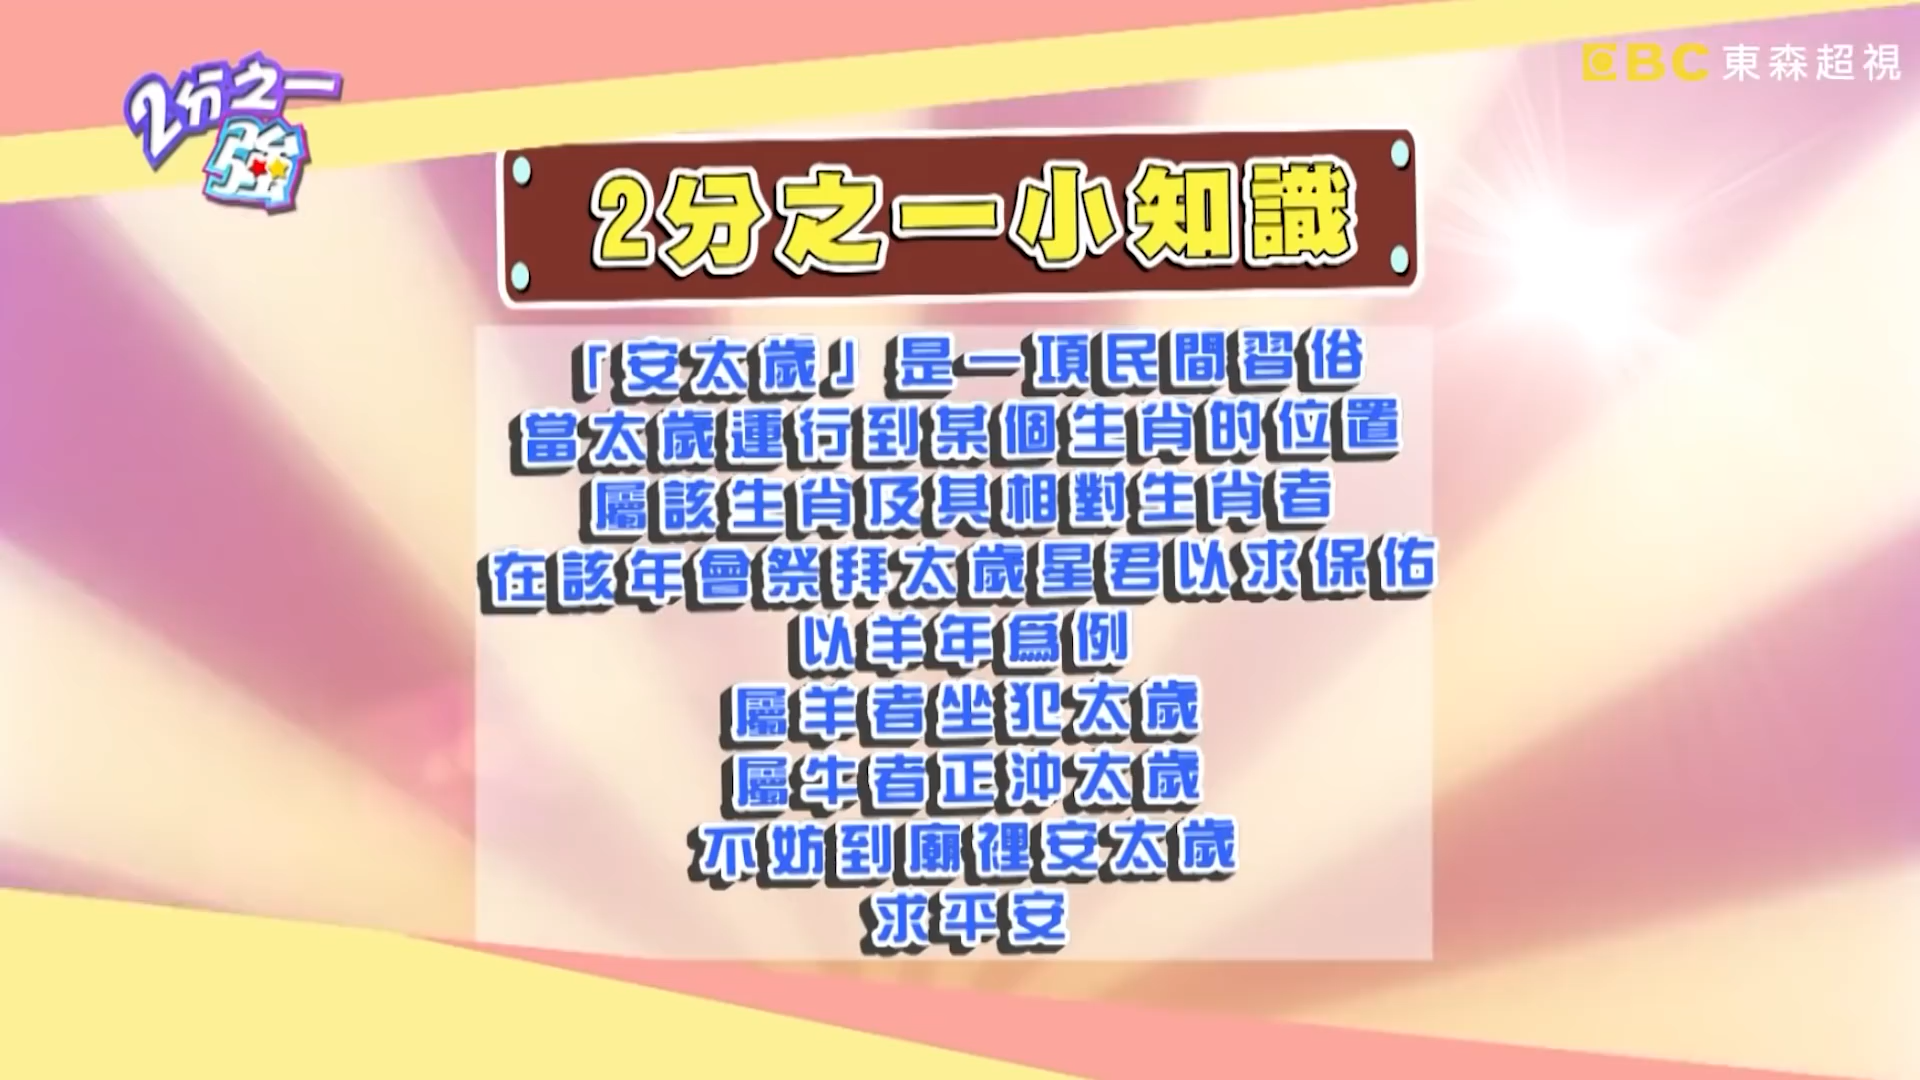 2分之一強
EBC 東森超視
2分之一小知識
「安太歲」是一項民間習俗
當太歲運行到某個生肖的位置
屬該生肖及其相對生肖者
在該年會祭拜太歲星君以求保佑
以羊年為例
屬羊者坐犯太歲
屬牛者正沖太歲
不妨到廟裡安太歲
求平安